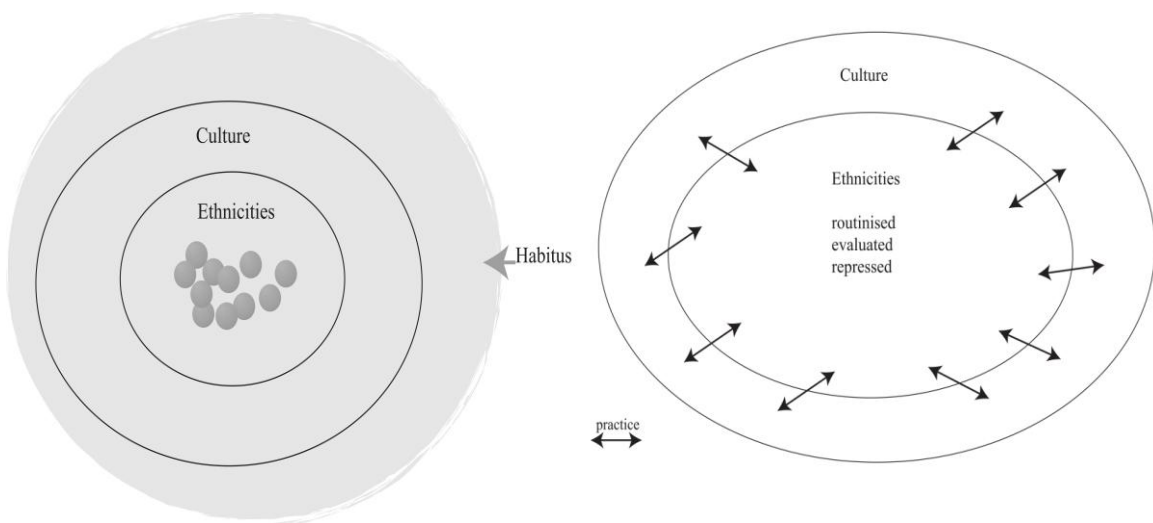 Culture
Ethnicities
Habitus
Culture
Ethnicities
routinised
evaluated
repressed
practice